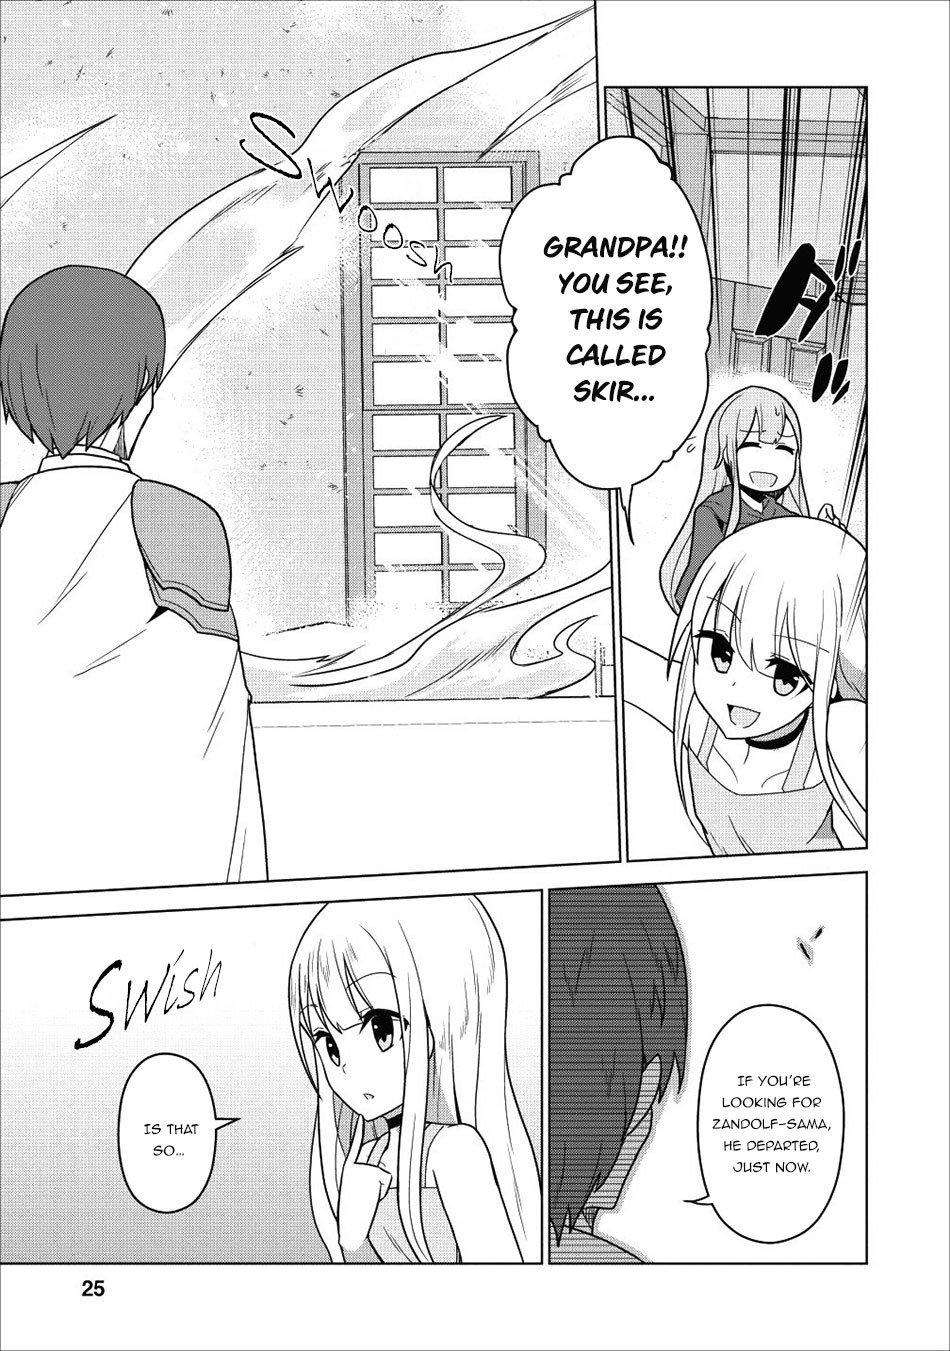 GRANDPA!!
YOU SEE,
THIS IS
CALLED
SKIR...
SWOOSH
IF YOU'RE
LOOKING FOR
ZANDOLF-SAMA,
HE DEPARTED,
JUST NOW.
SWISH
IS THAT
SO...
25